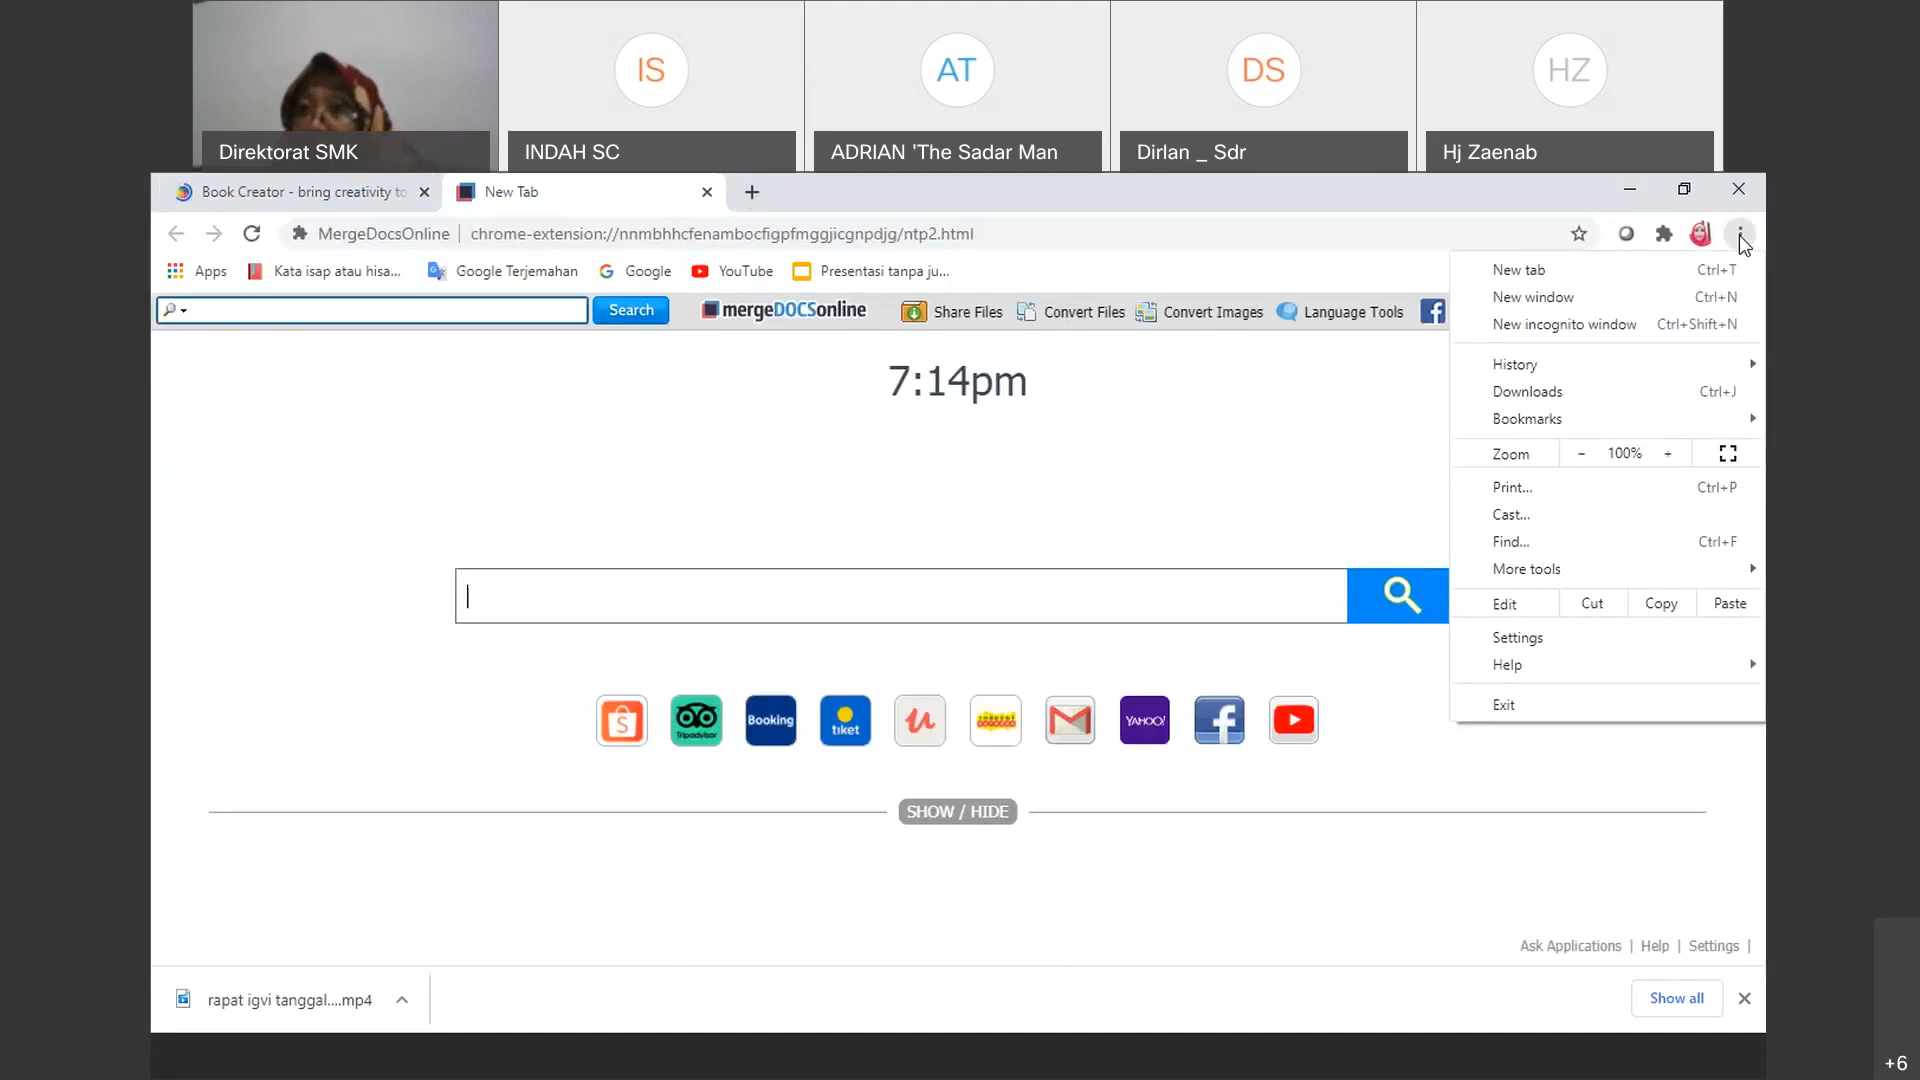 IS
AT
DS
HZ
Direktorat SMK
INDAH SC
ADRIAN 'The Sadar Man
Dirlan _ Sdr
Hj Zaenab
Book Creator - bring creativity to
New Tab
MergeDocsOnline
chrome-extension://nnmbhhcfenambocfigpfmggjicgnpdjg/ntp2.html
Apps
Kata isap atau hisa...
Google Terjemahan
Google
YouTube
Presentasi tanpa ju...
Search
mergeDOCSonline
Share Files
Convert Files
Convert Images
Language Tools
7:14pm
New tab Ctrl+T
New window Ctrl+N
New incognito window Ctrl+Shift+N
History
Downloads Ctrl+J
Bookmarks
Zoom - 100% +
Print... Ctrl+P
Cast...
Find... Ctrl+F
More tools
Edit Cut Copy Paste
Settings
Help
Exit
Tripadvisor
Booking
tiket
YAHOO!
SHOW / HIDE
Ask Applications | Help | Settings |
rapat igvi tanggal....mp4
Show all
+6